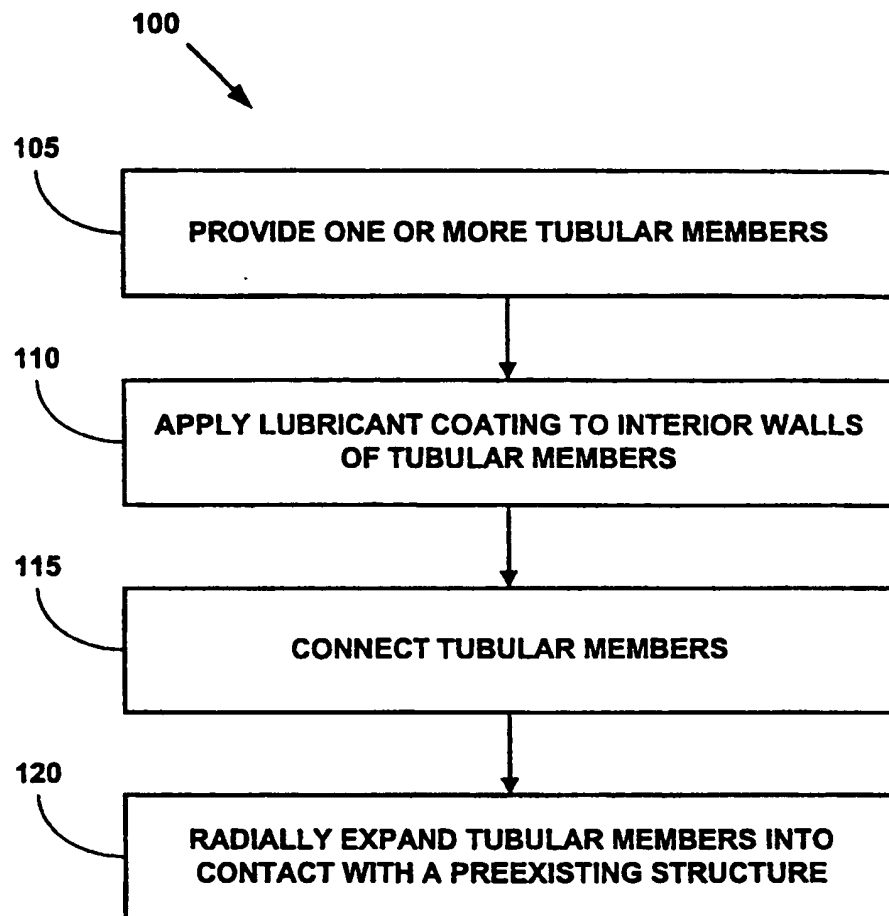 100
105
PROVIDE ONE OR MORE TUBULAR MEMBERS
110
APPLY LUBRICANT COATING TO INTERIOR WALLS
OF TUBULAR MEMBERS
115
CONNECT TUBULAR MEMBERS
120
RADIALLY EXPAND TUBULAR MEMBERS INTO
CONTACT WITH A PREEXISTING STRUCTURE